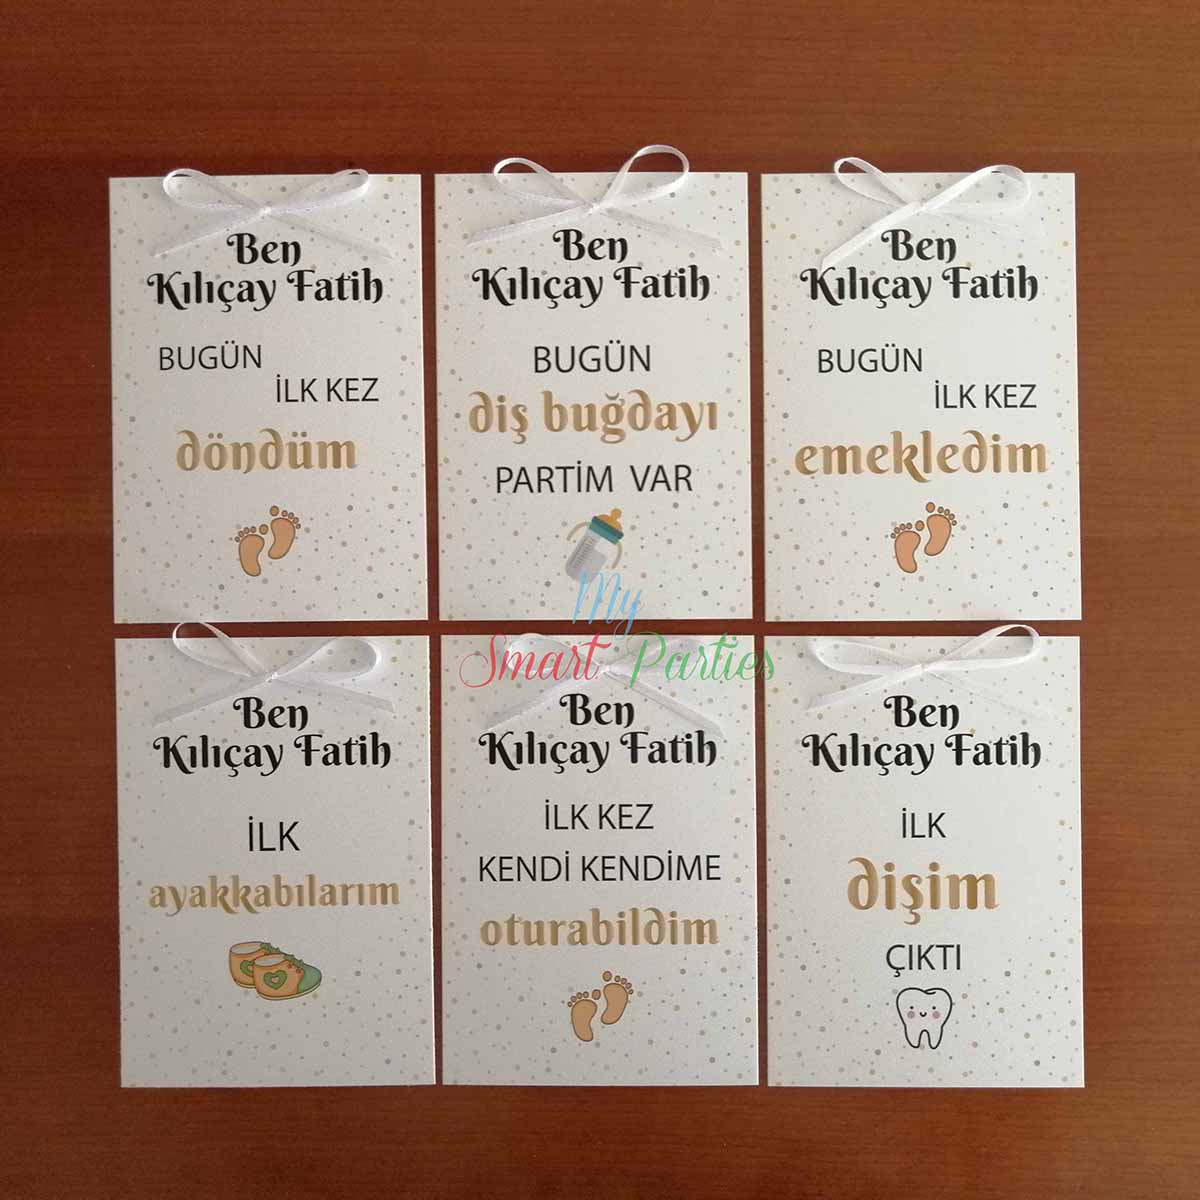 Ben
Kılıçay Fatih
BUGÜN
İLK KEZ
döndüm
Ben
Kılıçay Fatih
BUGÜN
diş buğdayı
PARTİM VAR
Ben
Kılıçay Fatih
BUGÜN
İLK KEZ
emekledim
My
Smart Parties
Ben
Kılıçay Fatih
İLK
ayakkabılarım
Ben
Kılıçay Fatih
İLK KEZ
KENDİ KENDİME
oturabildim
Ben
Kılıçay Fatih
İLK
dişim
ÇIKTI